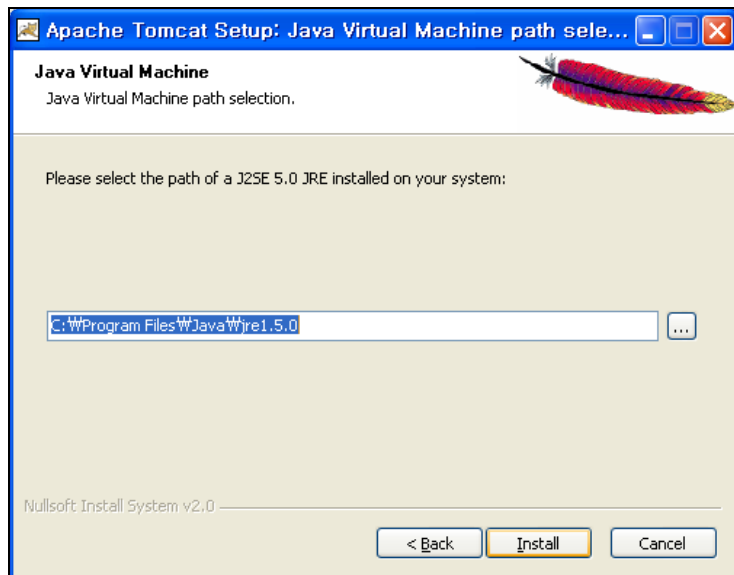 Apache Tomcat Setup: Java Virtual Machine path sele...
Java Virtual Machine
Java Virtual Machine path selection.
Please select the path of a J2SE 5.0 JRE installed on your system:
C:₩Program Files₩Java₩jre1.5.0
...
Nullsoft Install System v2.0
< Back
Install
Cancel